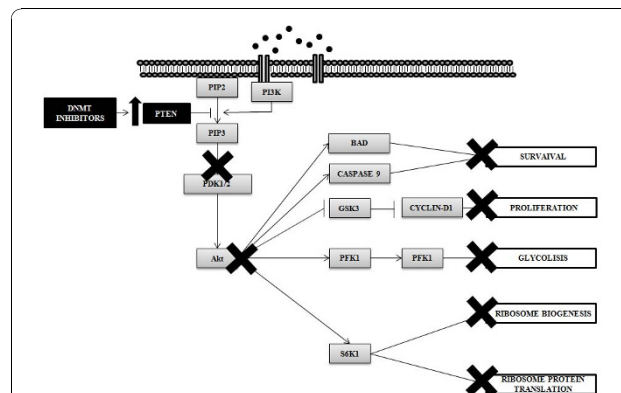 PIP2
PI3K
DNMT
INHIBITORS
PTEN
PIP3
PDK1/2
BAD
SURVAIVAL
CASPASE 9
GSK3
CYCLIN-D1
PROLIFERATION
Akt
PFK1
PFK1
GLYCOLISIS
RIBOSOME BIOGENESIS
S6K1
RIBOSOME PROTEIN
TRANSLATION